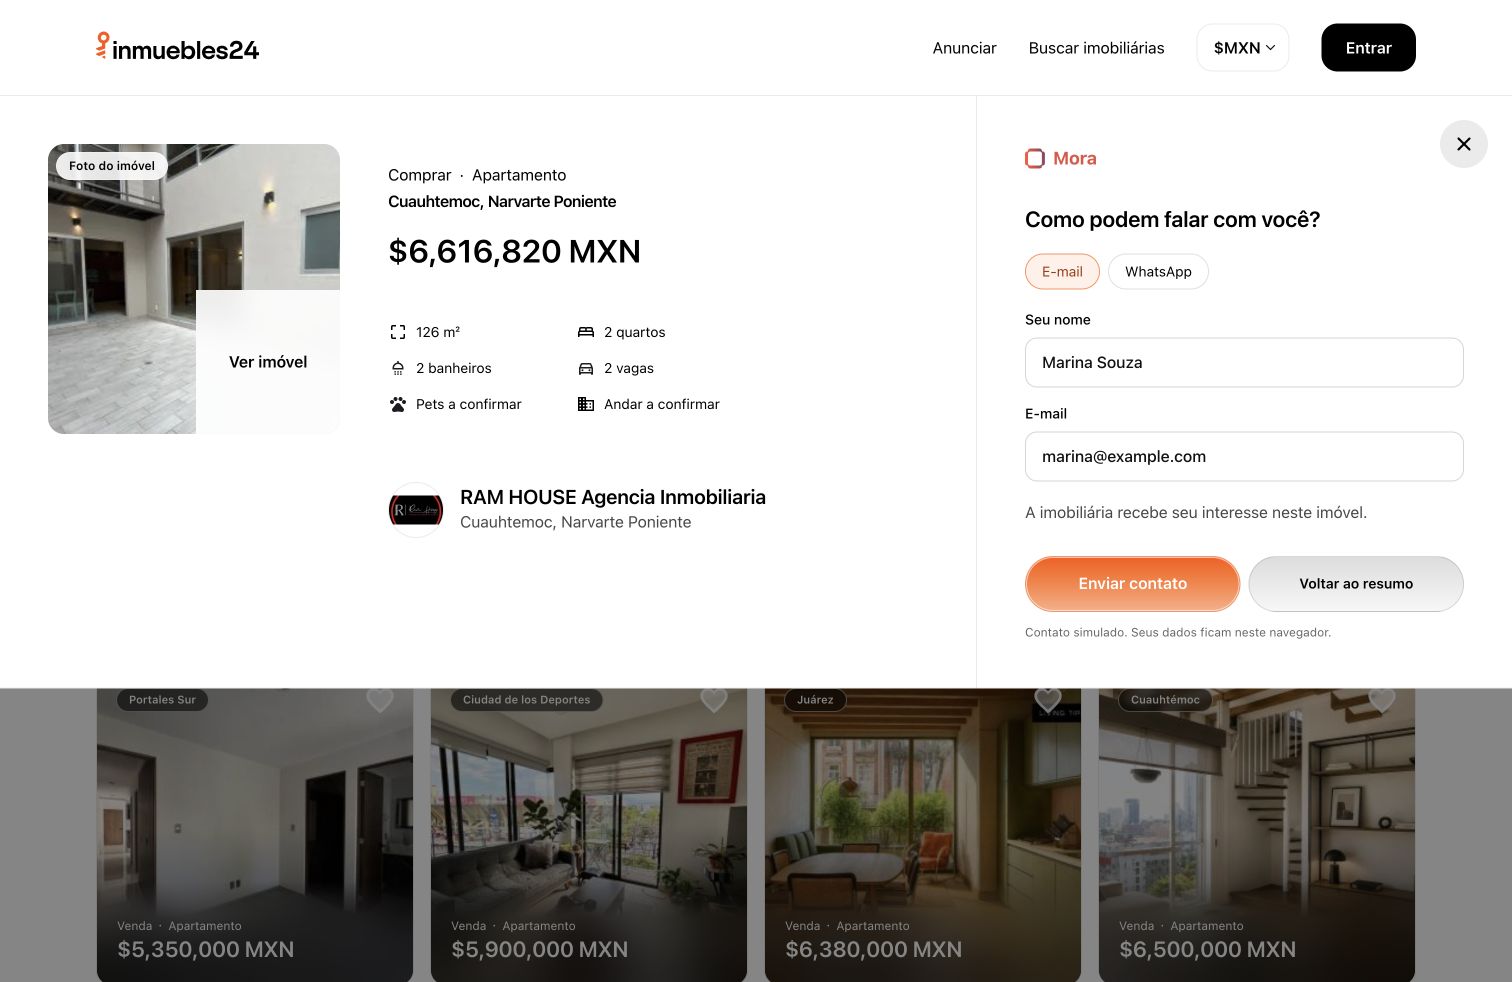 inmuebles24
Anunciar
Buscar imobiliárias
$MXN
Entrar
Foto do imóvel
Ver imóvel
Comprar · Apartamento
Cuauhtemoc, Narvarte Poniente
$6,616,820 MXN
126 m²
2 quartos
2 banheiros
2 vagas
Pets a confirmar
Andar a confirmar
RAM HOUSE Agencia Inmobiliaria
Cuauhtemoc, Narvarte Poniente
Mora
Como podem falar com você?
E-mail
WhatsApp
Seu nome
Marina Souza
E-mail
marina@example.com
A imobiliária recebe seu interesse neste imóvel.
Enviar contato
Voltar ao resumo
Contato simulado. Seus dados ficam neste navegador.
Portales Sur
Venda · Apartamento
$5,350,000 MXN
Ciudad de los Deportes
Venda · Apartamento
$5,900,000 MXN
Juárez
Venda · Apartamento
$6,380,000 MXN
Cuauhtémoc
Venda · Apartamento
$6,500,000 MXN